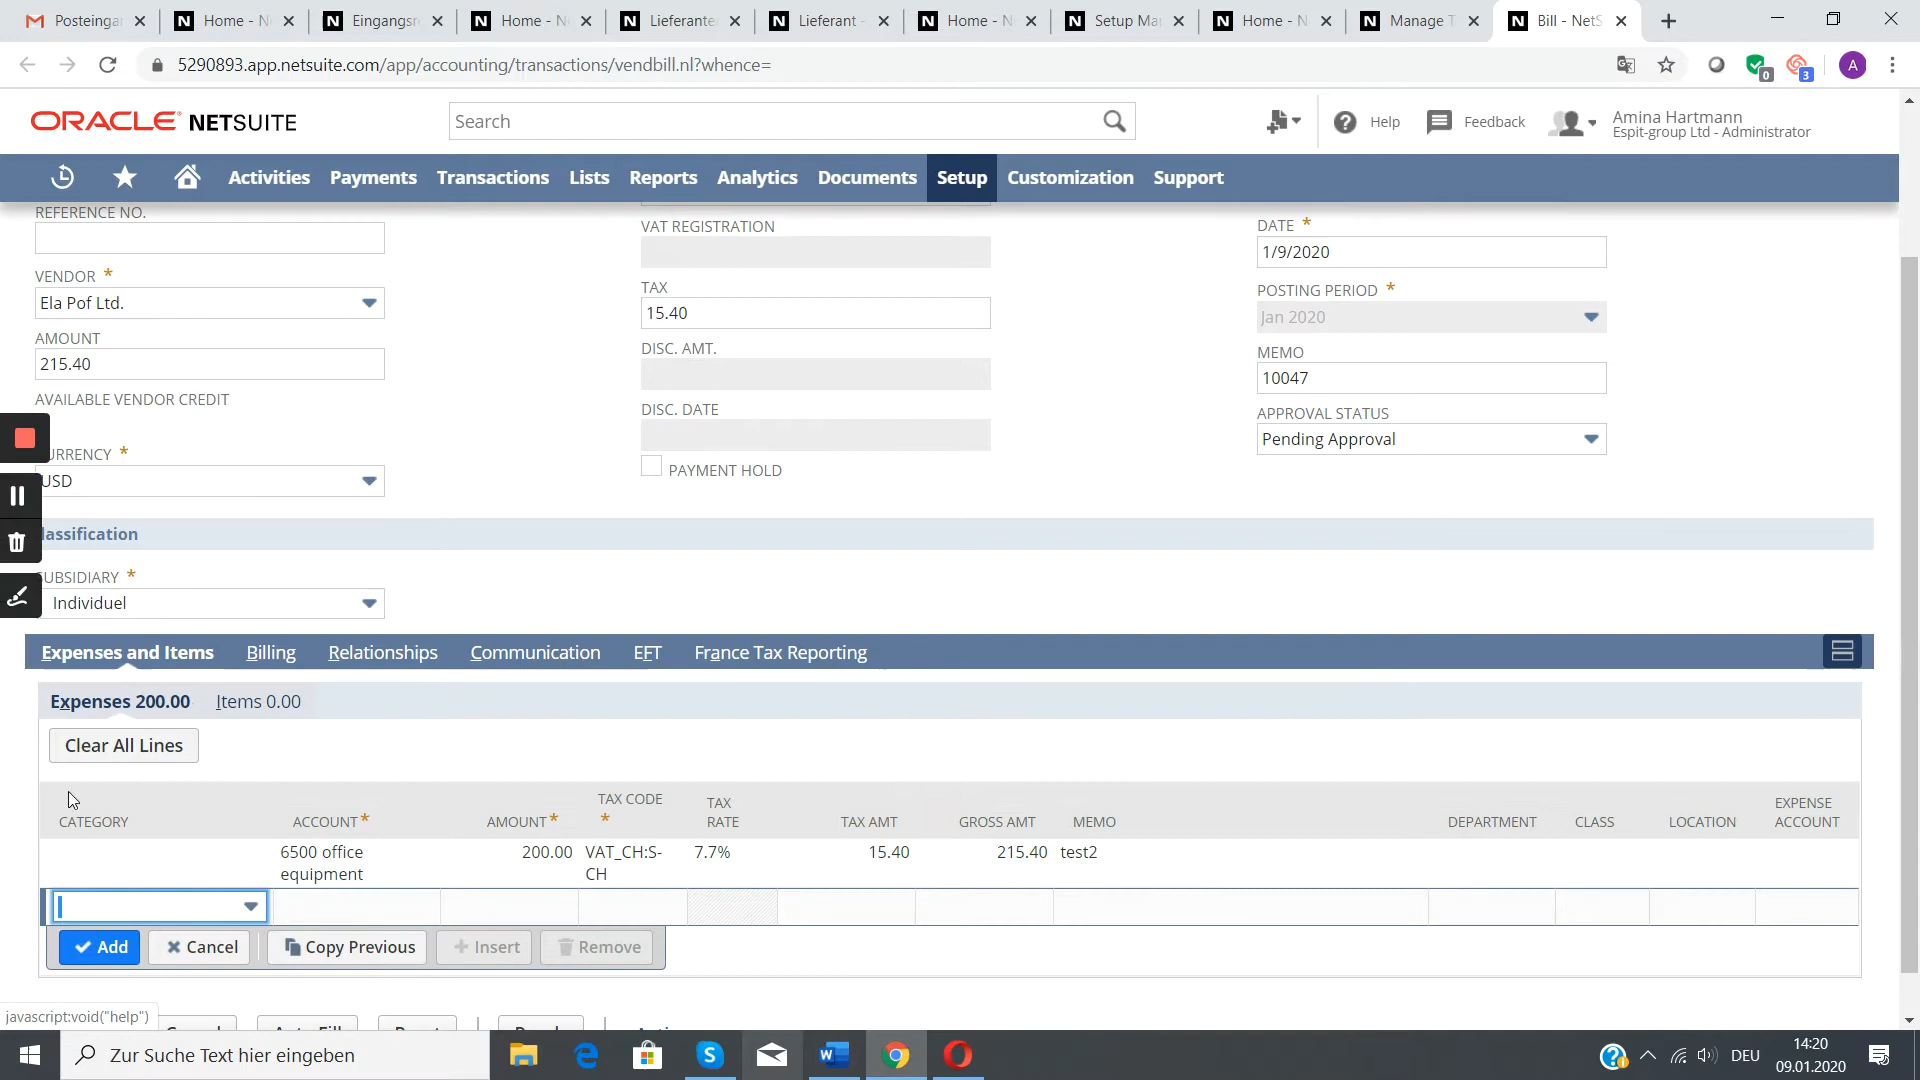 Posteingan
Home - N
Eingangsr
Home - N
Lieferante
Lieferant -
Home - N
Setup Ma
Home - N
Manage T
Bill - NetS
5290893.app.netsuite.com/app/accounting/transactions/vendbill.nl?whence=
0
3
A
ORACLE NETSUITE
Search
Help
Feedback
Amina Hartmann
Espit-group Ltd - Administrator
Activities Payments Transactions Lists Reports Analytics Documents Setup Customization Support
REFERENCE NO.
VENDOR *
Ela Pof Ltd.
AMOUNT
215.40
AVAILABLE VENDOR CREDIT
URRENCY *
USD
VAT REGISTRATION
TAX
15.40
DISC. AMT.
DISC. DATE
PAYMENT HOLD
DATE *
1/9/2020
POSTING PERIOD *
Jan 2020
MEMO
10047
APPROVAL STATUS
Pending Approval
lassification
SUBSIDIARY *
Individuel
Expenses and Items Billing Relationships Communication EFT France Tax Reporting
Expenses 200.00 Items 0.00
Clear All Lines
CATEGORY ACCOUNT* AMOUNT* TAX CODE * TAX RATE TAX AMT GROSS AMT MEMO DEPARTMENT CLASS LOCATION EXPENSE ACCOUNT
6500 office equipment 200.00 VAT_CH:S-CH 7.7% 15.40 215.40 test2
Add Cancel Copy Previous Insert Remove
javascript:void("help")
Zur Suche Text hier eingeben
DEU
14:20
09.01.2020